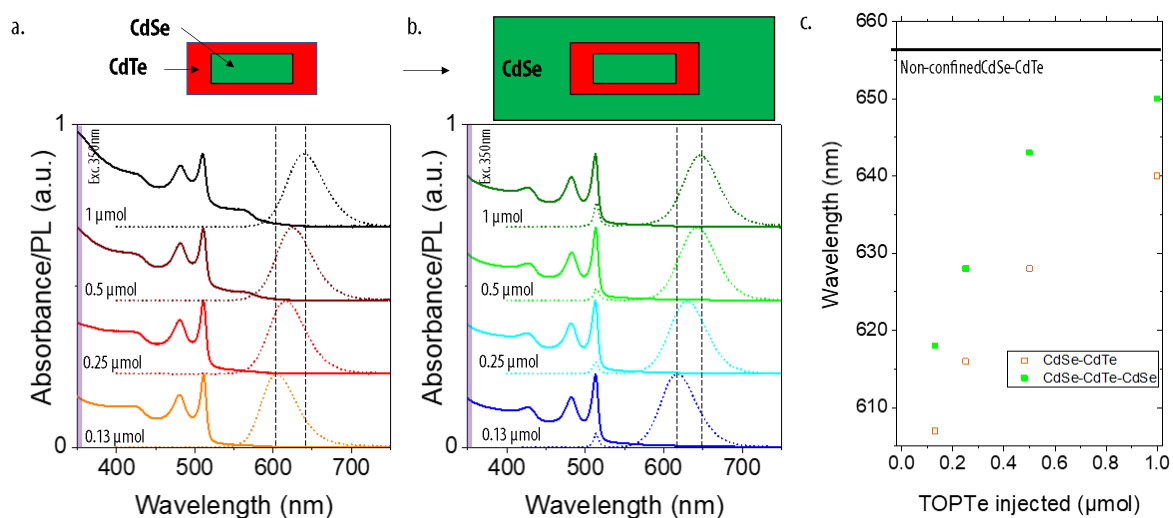 a.
CdSe
CdTe
b.
CdSe
c.
1
Absorbance/PL (a.u.)
0
Exc.350nm
1 µmol
0.5 µmol
0.25 µmol
0.13 µmol
400 500 600 700
Wavelength (nm)
1
Absorbance/PL (a.u.)
0
Exc.350nm
1 µmol
0.5 µmol
0.25 µmol
0.13 µmol
400 500 600 700
Wavelength (nm)
660
650
640
630
620
610
Wavelength (nm)
Non-confinedCdSe-CdTe
CdSe-CdTe
CdSe-CdTe-CdSe
0.0 0.2 0.4 0.6 0.8 1.0
TOPTe injected (µmol)